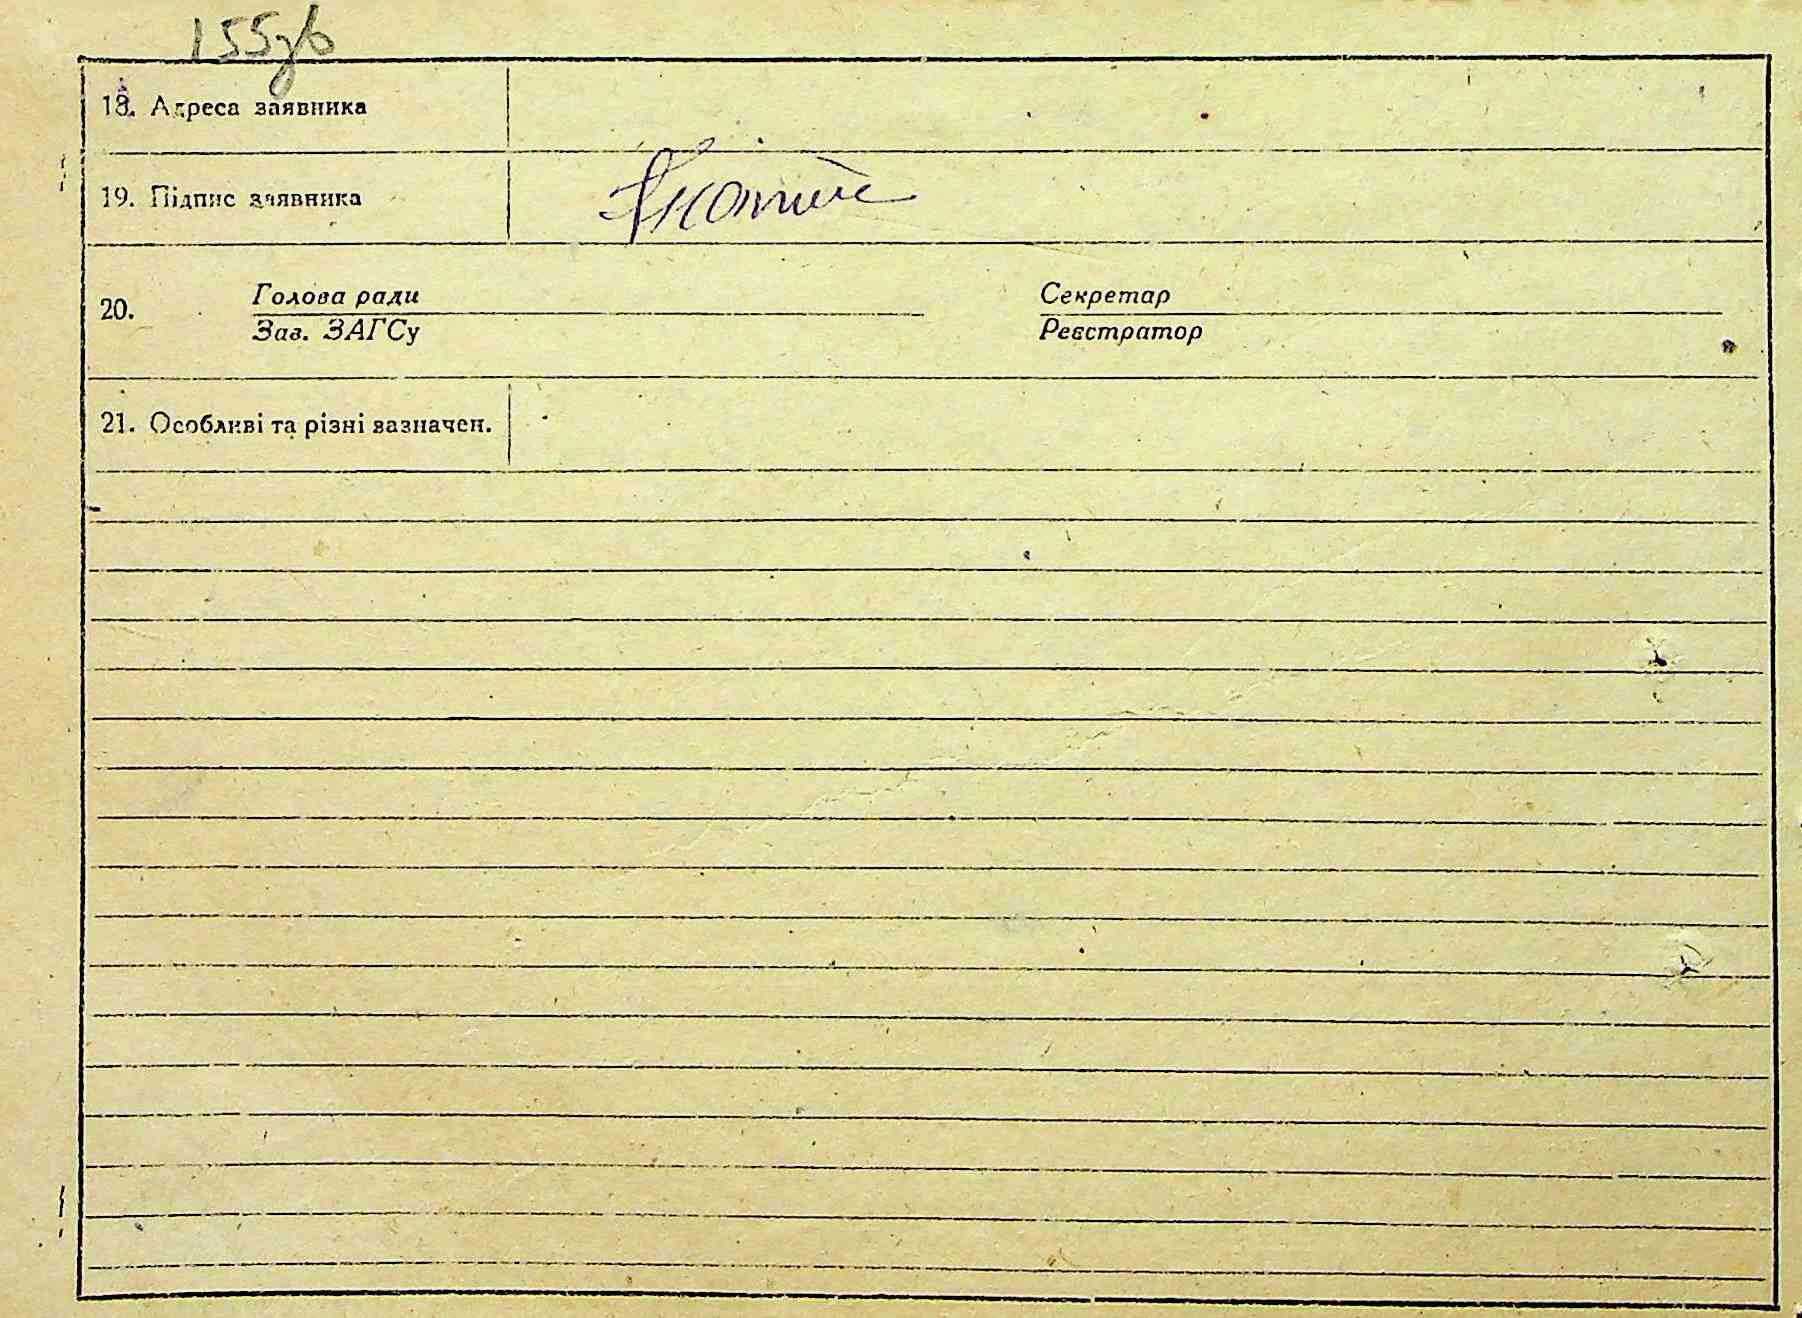 155зв
18. Адреса заявника
19. Підпис заявника
20. Голова ради Секретар
Зав. ЗАГСу Реєстратор
21. Особливі та різні зазначен.